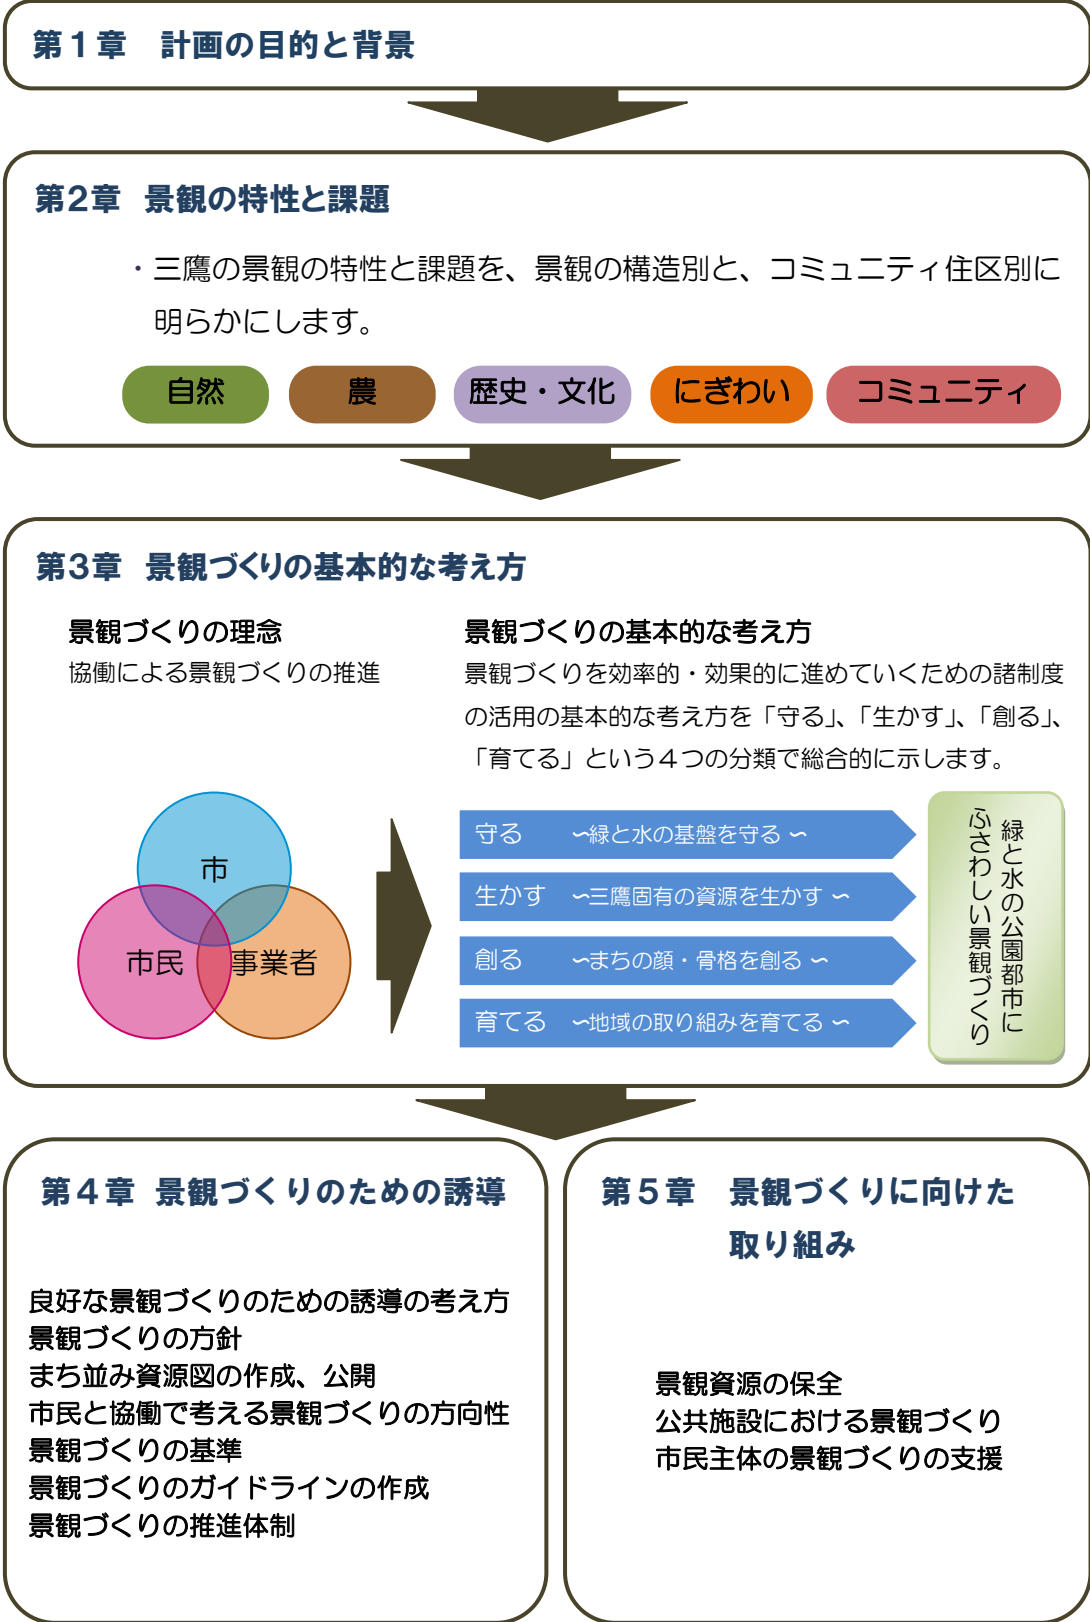 第１章　計画の目的と背景
第2章 景観の特性と課題
・三鷹の景観の特性と課題を、景観の構造別と、コミュニティ住区別に
明らかにします。
自然
農
歴史・文化
にぎわい
コミュニティ
第3章 景観づくりの基本的な考え方
景観づくりの理念
協働による景観づくりの推進
景観づくりの基本的な考え方
景観づくりを効率的・効果的に進めていくための諸制度
の活用の基本的な考え方を「守る」、「生かす」、「創る」、
「育てる」という４つの分類で総合的に示します。
市
市民
事業者
守る　～緑と水の基盤を守る～
生かす　～三鷹固有の資源を生かす～
創る　～まちの顔・骨格を創る～
育てる　～地域の取り組みを育てる～
緑と水の公園都市に
ふさわしい景観づくり
第４章 景観づくりのための誘導
良好な景観づくりのための誘導の考え方
景観づくりの方針
まち並み資源図の作成、公開
市民と協働で考える景観づくりの方向性
景観づくりの基準
景観づくりのガイドラインの作成
景観づくりの推進体制
第５章　景観づくりに向けた
取り組み
景観資源の保全
公共施設における景観づくり
市民主体の景観づくりの支援